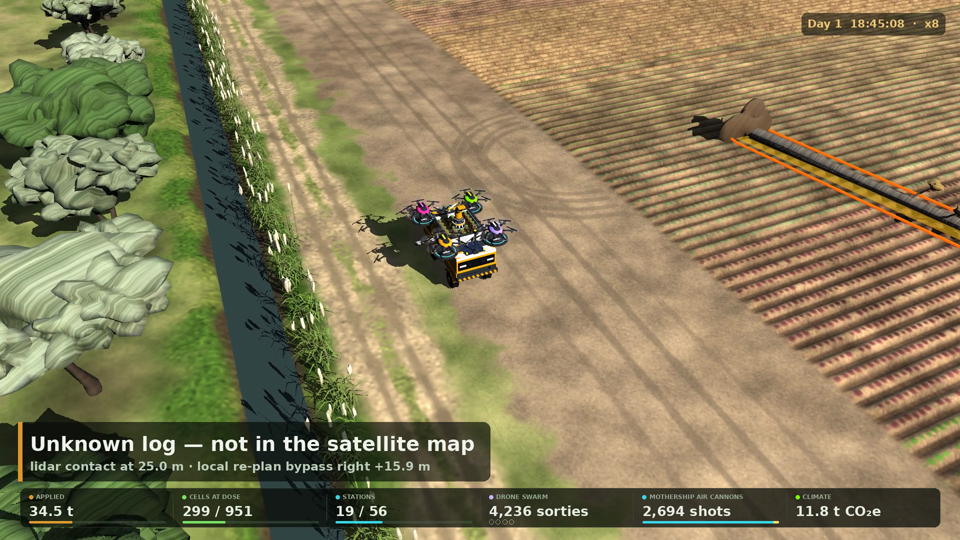 Day 1 18:45:08 · x8
Unknown log — not in the satellite map
lidar contact at 25.0 m · local re-plan bypass right +15.9 m
APPLIED
34.5 t
CELLS AT DOSE
299 / 951
STATIONS
19 / 56
DRONE SWARM
4,236 sorties
MOTHERSHIP AIR CANNONS
2,694 shots
CLIMATE
11.8 t CO₂e